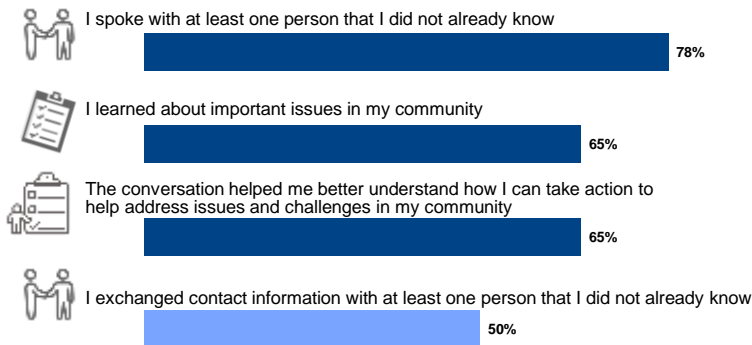 I spoke with at least one person that I did not already know
78%
I learned about important issues in my community
65%
The conversation helped me better understand how I can take action to
help address issues and challenges in my community
65%
I exchanged contact information with at least one person that I did not already know
50%